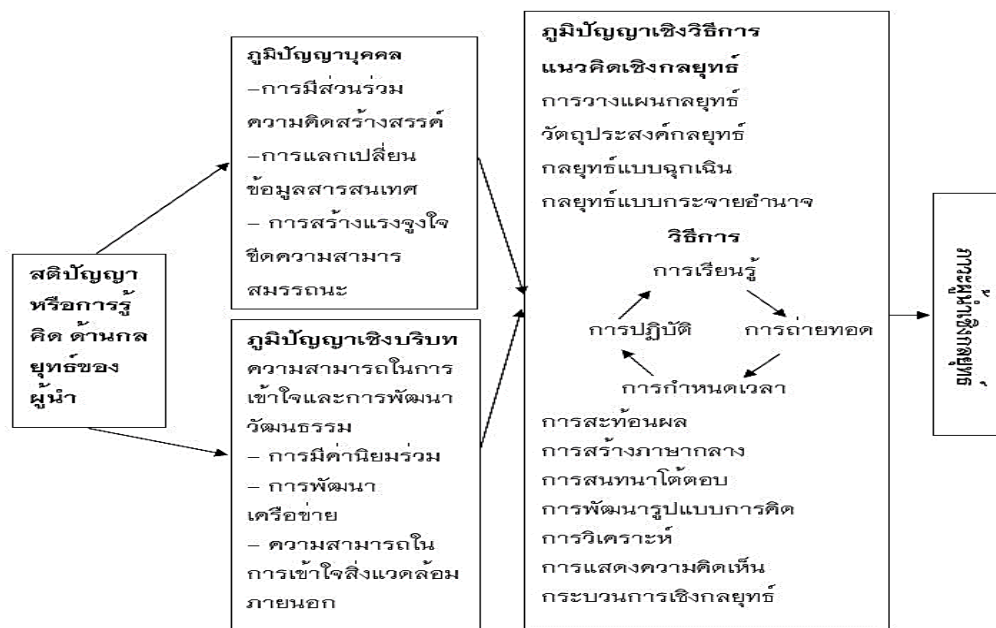 สติปัญญา
หรือการรู้
คิด ด้านกล
ยุทธ์ของ
ผู้นำ
ภูมิปัญญาบุคคล
–การมีส่วนร่วม
ความคิดสร้างสรรค์
–การแลกเปลี่ยน
ข้อมูลสารสนเทศ
– การสร้างแรงจูงใจ
ขีดความสามาร
สมรรถนะ
ภูมิปัญญาเชิงบริบท
ความสามารถในการ
เข้าใจและการพัฒนา
วัฒนธรรม
– การมีค่านิยมร่วม
– การพัฒนา
เครือข่าย
– ความสามารถใน
การเข้าใจสิ่งแวดล้อม
ภายนอก
ภูมิปัญญาเชิงวิธีการ
แนวคิดเชิงกลยุทธ์
การวางแผนกลยุทธ์
วัตถุประสงค์กลยุทธ์
กลยุทธ์แบบฉุกเฉิน
กลยุทธ์แบบกระจายอำนาจ
วิธีการ
การเรียนรู้
การปฏิบัติ การถ่ายทอด
การกำหนดเวลา
การสะท้อนผล
การสร้างภาษากลาง
การสนทนาโต้ตอบ
การพัฒนารูปแบบการคิด
การวิเคราะห์
การแสดงความคิดเห็น
กระบวนการเชิงกลยุทธ์
ภาวะผู้นำเชิงกลยุทธ์